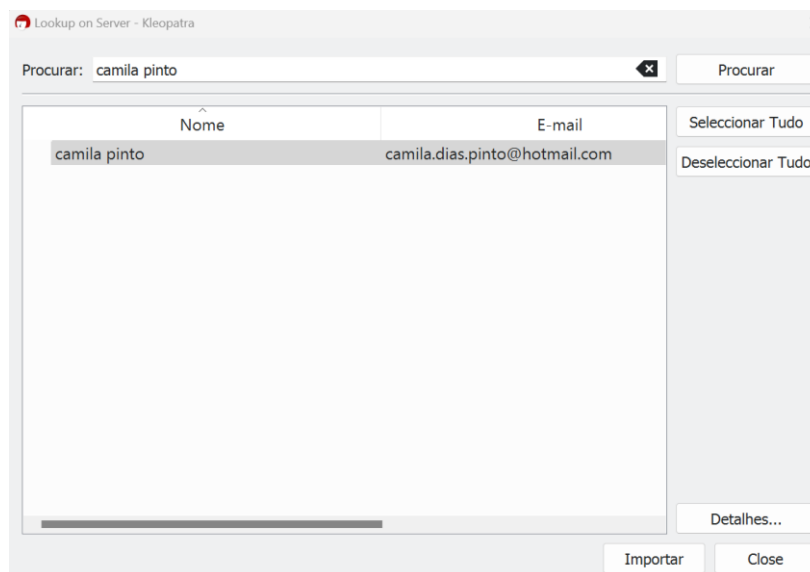 Lookup on Server - Kleopatra
Procurar: camila pinto Procurar
Nome E-mail Seleccionar Tudo
camila pinto camila.dias.pinto@hotmail.com
Deseleccionar Tudo
Detalhes...
Importar Close